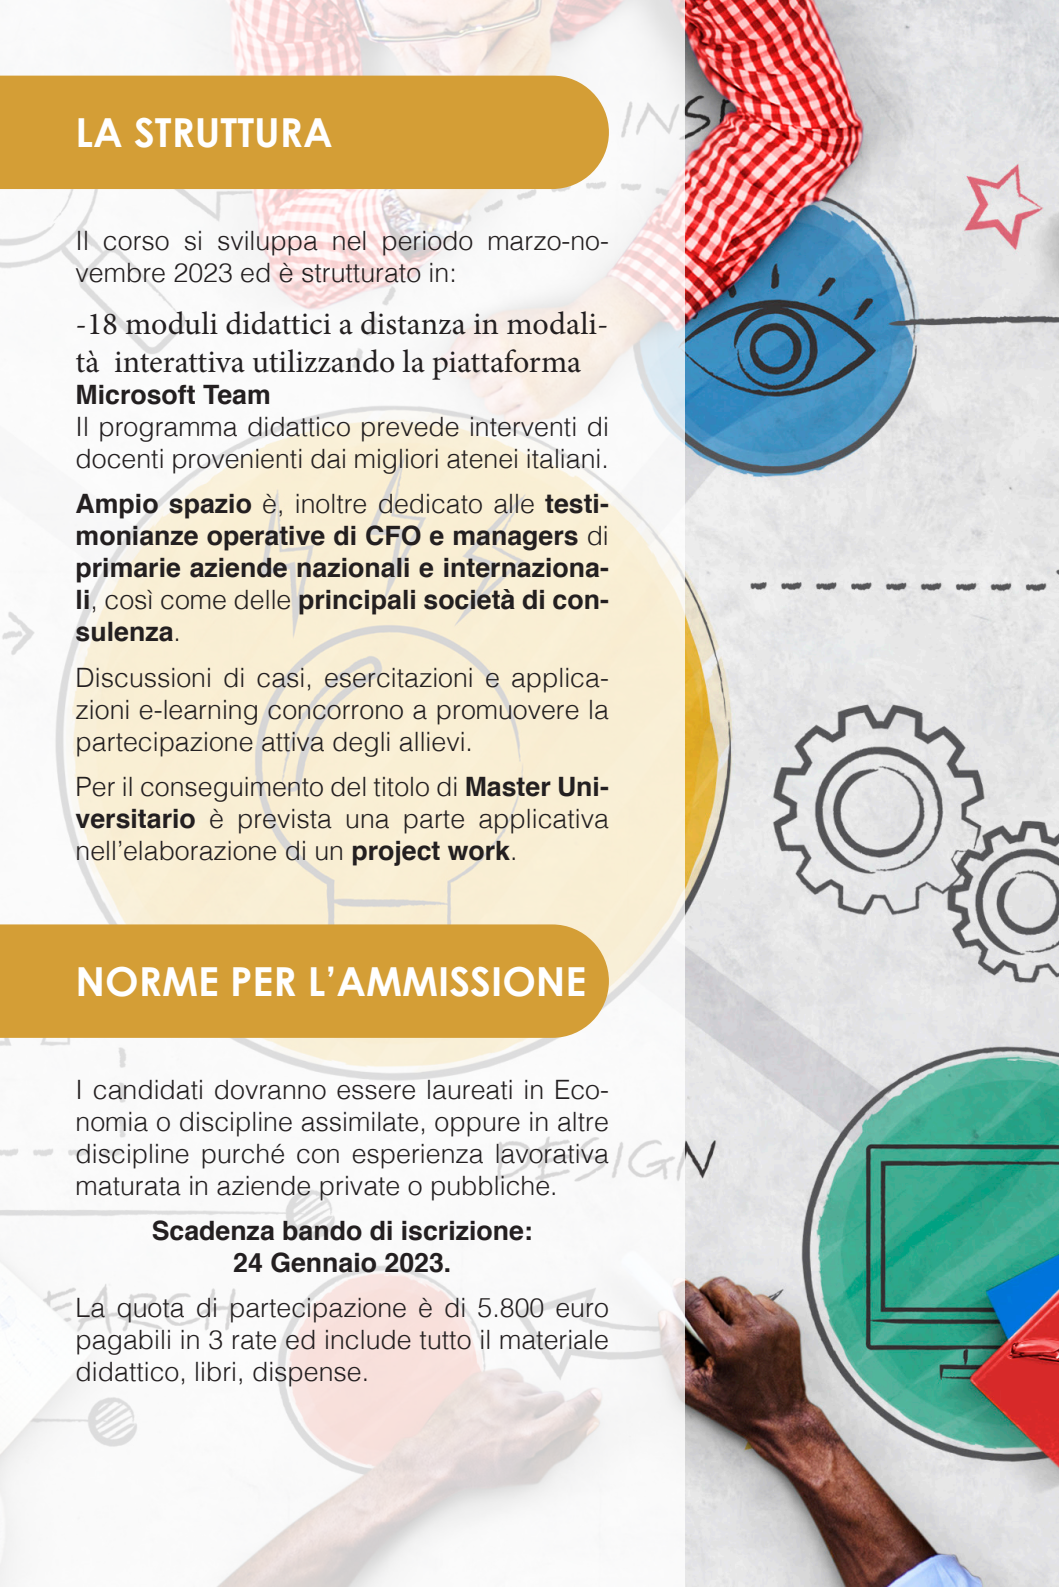 LA STRUTTURA
INSP
Il corso si sviluppa nel periodo marzo-no-
vembre 2023 ed è strutturato in:
-18 moduli didattici a distanza in modali-
tà interattiva utilizzando la piattaforma
Microsoft Team
Il programma didattico prevede interventi di
docenti provenienti dai migliori atenei italiani.
Ampio spazio è, inoltre dedicato alle testi-
monianze operative di CFO e managers di
primarie aziende nazionali e internaziona-
li, così come delle principali società di con-
sulenza.
Discussioni di casi, esercitazioni e applica-
zioni e-learning concorrono a promuovere la
partecipazione attiva degli allievi.
Per il conseguimento del titolo di Master Uni-
versitario è prevista una parte applicativa
nell’elaborazione di un project work.
NORME PER L’AMMISSIONE
I candidati dovranno essere laureati in Eco-
nomia o discipline assimilate, oppure in altre
discipline purché con esperienza lavorativa
DESIGN
maturata in aziende private o pubbliche.
Scadenza bando di iscrizione:
24 Gennaio 2023.
EARCH
La quota di partecipazione è di 5.800 euro
pagabili in 3 rate ed include tutto il materiale
didattico, libri, dispense.